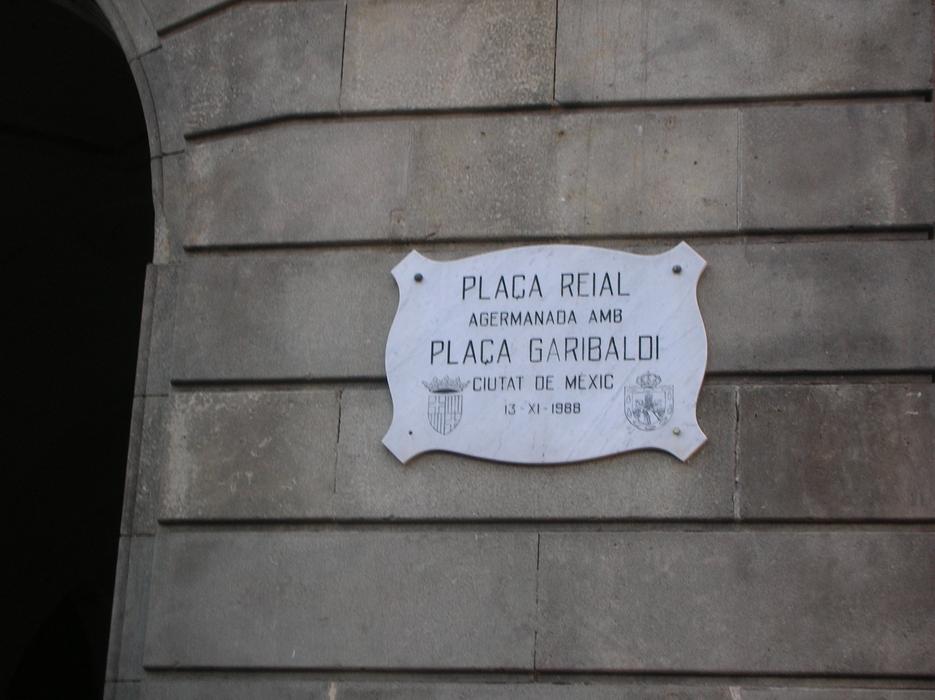 PLAÇA REIAL
AGERMANADA AMB
PLAÇA GARIBALDI
CIUTAT DE MÈXIC
13-XI-1988